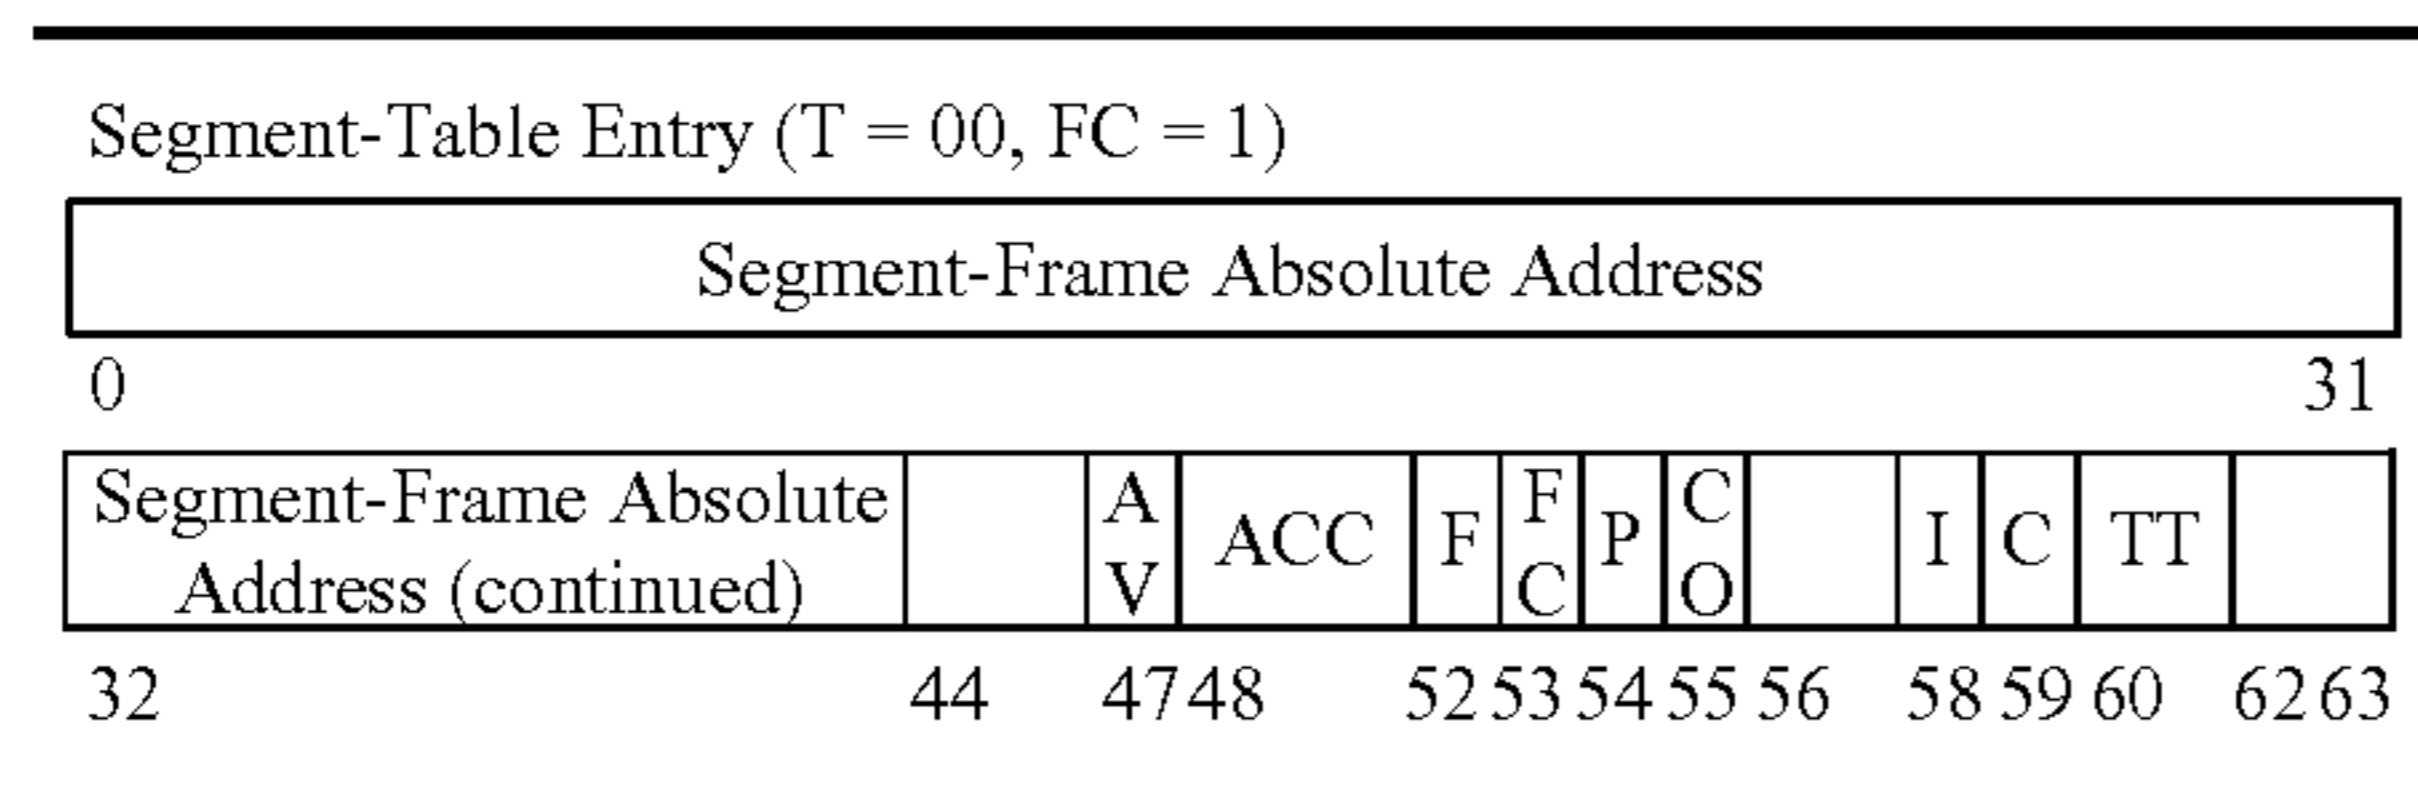 Segment-Table Entry (T = 00, FC = 1)
Segment-Frame Absolute Address
0 31
Segment-Frame Absolute Address (continued) A V ACC F F C P C O I C TT
32 44 47 48 52 53 54 55 56 58 59 60 62 63